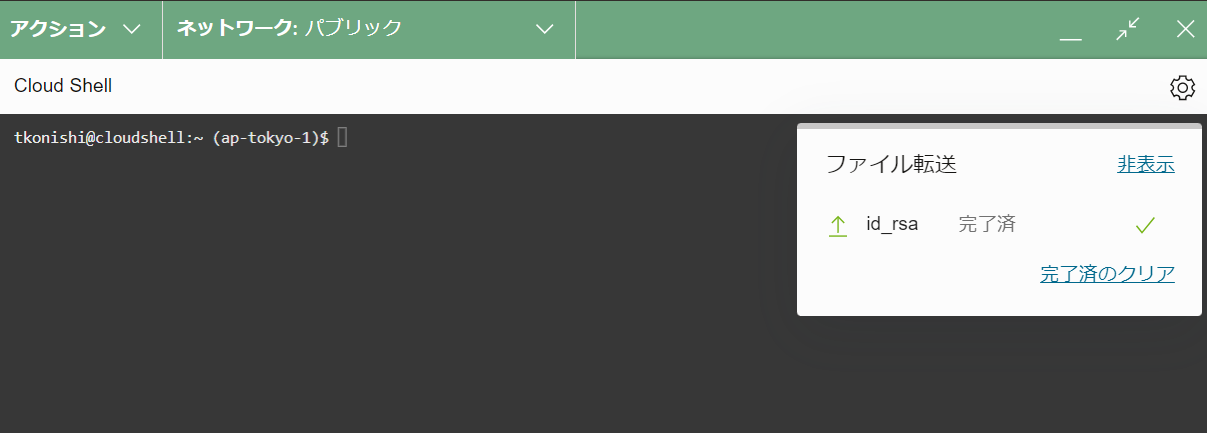 アクション ネットワーク: パブリック
Cloud Shell
tkonishi@cloudshell:~ (ap-tokyo-1)$
ファイル転送 非表示
id_rsa 完了済
完了済のクリア